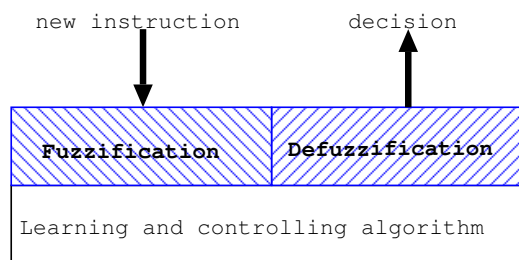 new instruction decision
Fuzzification Defuzzification
Learning and controlling algorithm